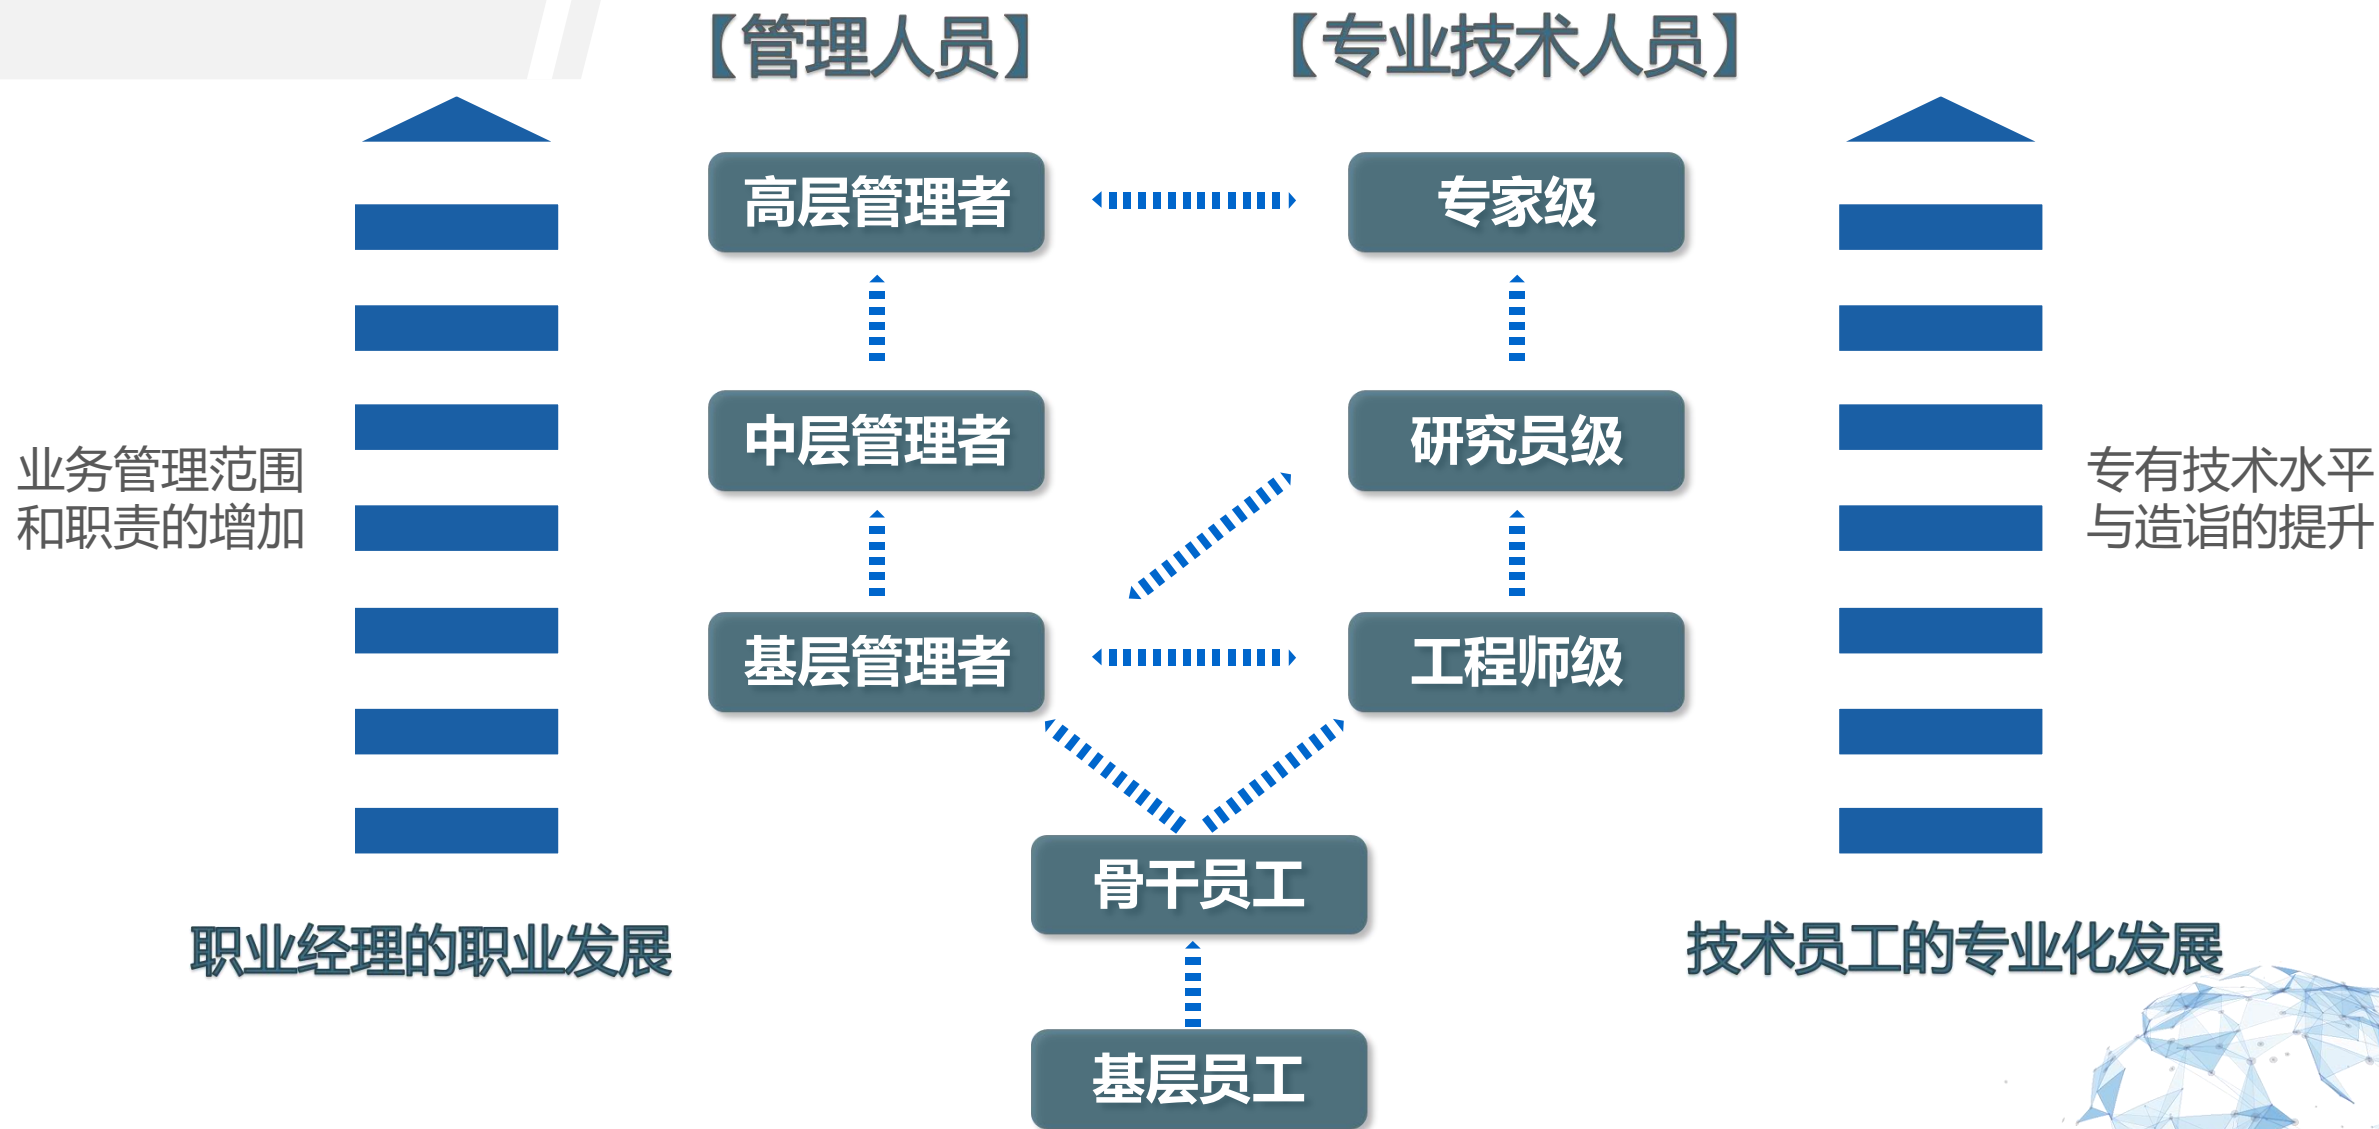 【管理人员】
【专业技术人员】
高层管理者
专家级
中层管理者
研究员级
业务管理范围
和职责的增加
专有技术水平
与造诣的提升
基层管理者
工程师级
骨干员工
职业经理的职业发展
技术员工的专业化发展
基层员工